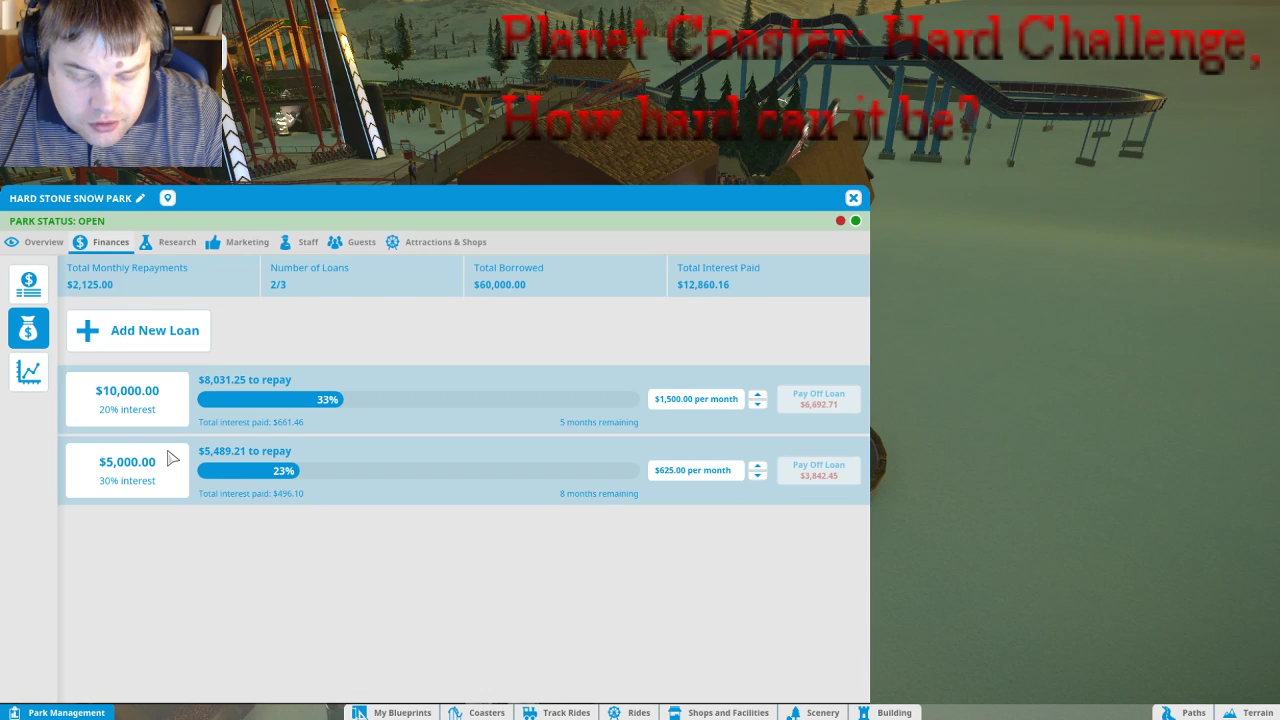 Planet Coaster: Hard Challenge,
How hard can it be?
HARD STONE SNOW PARK
PARK STATUS: OPEN
Overview Finances Research Marketing Staff Guests Attractions & Shops
Total Monthly Repayments Number of Loans Total Borrowed Total Interest Paid
$2,125.00 2/3 $60,000.00 $12,860.16
Add New Loan
$10,000.00
20% interest
$8,031.25 to repay
33%
Total interest paid: $661.46 5 months remaining
$1,500.00 per month
Pay Off Loan
$6,692.71
$5,000.00
30% interest
$5,489.21 to repay
23%
Total interest paid: $496.10 8 months remaining
$625.00 per month
Pay Off Loan
$3,842.45
Park Management My Blueprints Coasters Track Rides Rides Shops and Facilities Scenery Building Paths Terrain